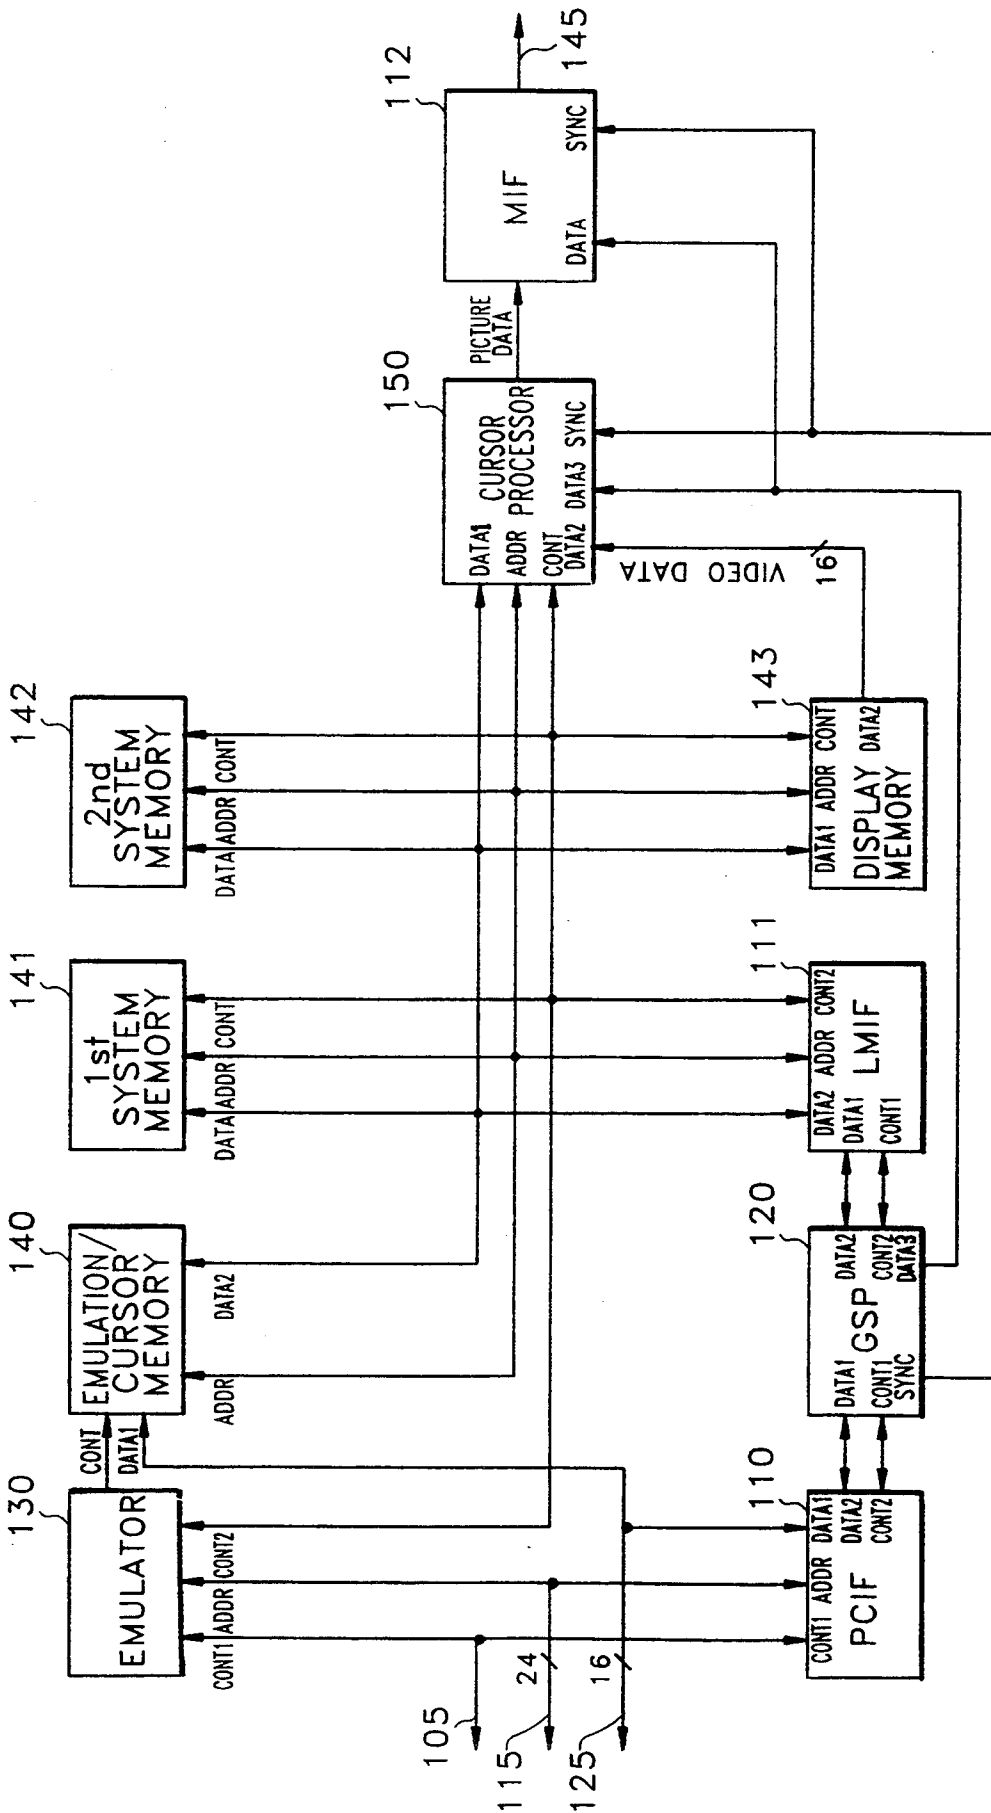 130
EMULATOR
CONT1
ADDR
CONT2
CONT
DATA1
140
EMULATION/
CURSOR
MEMORY
ADDR
DATA2
141
1st
SYSTEM
MEMORY
DATA
ADDR
CONT
142
2nd
SYSTEM
MEMORY
DATA
ADDR
CONT
105
115
24
125
16
150
DATA1
ADDR
CONT
CURSOR
PROCESSOR
DATA2
DATA3
SYNC
PICTURE
DATA
112
MIF
DATA
SYNC
145
VIDEO DATA
16
110
CONT1
ADDR
DATA1
DATA2
CONT2
PCIF
120
DATA1
CONT1
SYNC
GSP
DATA2
CONT2
DATA3
111
DATA2
ADDR
CONT2
DATA1
CONT1
LMIF
143
DATA1
ADDR
CONT
DATA2
DISPLAY
MEMORY